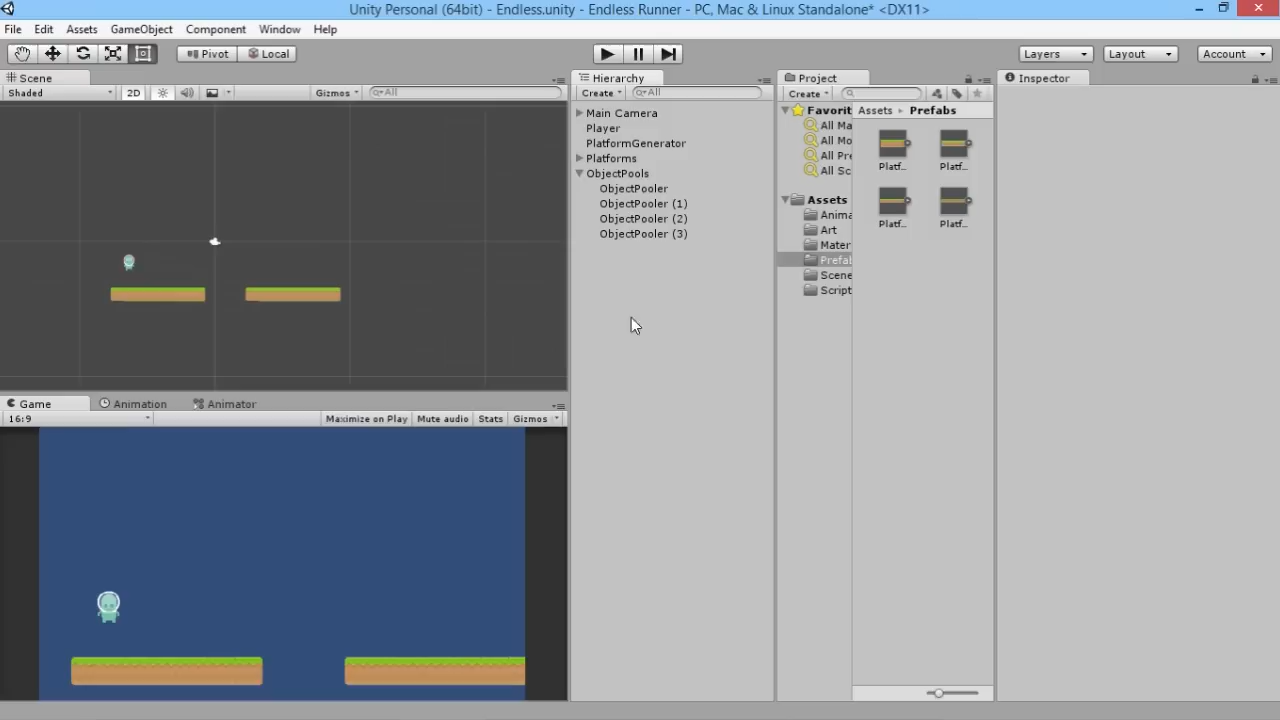 Unity Personal (64bit) - Endless.unity - Endless Runner - PC, Mac & Linux Standalone* <DX11>
File Edit Assets GameObject Component Window Help
Pivot Local Layers Layout Account
Scene
Shaded 2D Gizmos All
Hierarchy
Create All
Main Camera
Player
PlatformGenerator
Platforms
ObjectPools
ObjectPooler
ObjectPooler (1)
ObjectPooler (2)
ObjectPooler (3)
Project
Create
Favorit
All Ma
All Mo
All Pre
All Sc
Assets
Anima
Art
Mater
Prefal
Scene
Script
Assets Prefabs
Platf... Platf...
Platf... Platf...
Inspector
Game Animation Animator
16:9 Maximize on Play Mute audio Stats Gizmos